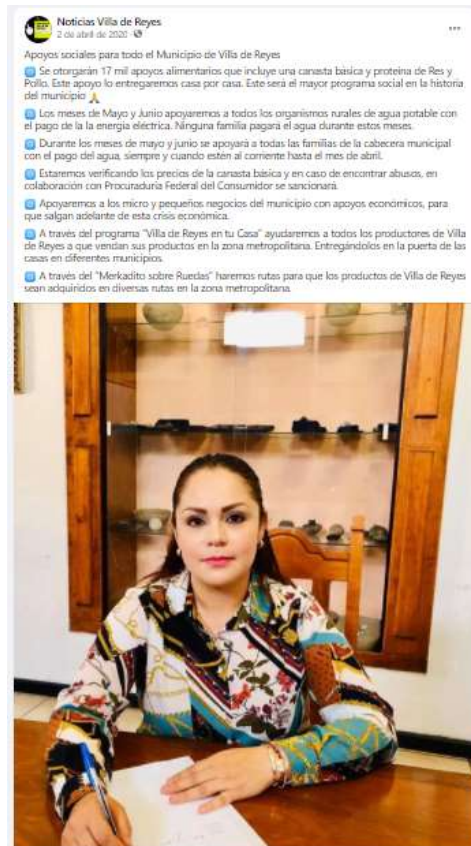 Noticias Villa de Reyes
2 de abril de 2020
Apoyos sociales para todo el Municipio de Villa de Reyes
Se otorgarán 17 mil apoyos alimentarios que incluye una canasta básica y proteina de Res y
Pollo. Este apoyo lo entregaremos casa por casa. Este será el mayor programa social en la historia
del municipio
Los meses de Mayo y Junio apoyaremos a todos los organismos rurales de agua potable con
el pago de la la energía eléctrica. Ninguna familia pagará el agua durante estos meses.
Durante los meses de mayo y junio se apoyará a todas las familias de la cabecera municipal
con el pago del agua, siempre y cuando estén al corriente hasta el mes de abril.
Estaremos verificando los precios de la canasta básica y en caso de encontrar abusos, en
colaboración con Procuraduría Federal del Consumidor se sancionará.
Apoyaremos a los micro y pequeños negocios del municipio con apoyos económicos, para
que salgan adelante de esta crisis económica.
A través del programa "Villa de Reyes en tu Casa" ayudaremos a todos los productores de Villa
de Reyes a que vendan sus productos en la zona metropolitana. Entregándolos en la puerta de las
casas en diferentes municipios.
A través del "Merkadito sobre Ruedas" haremos rutas para que los productos de Villa de Reyes
sean adquiridos en diversas rutas en la zona metropolitana.